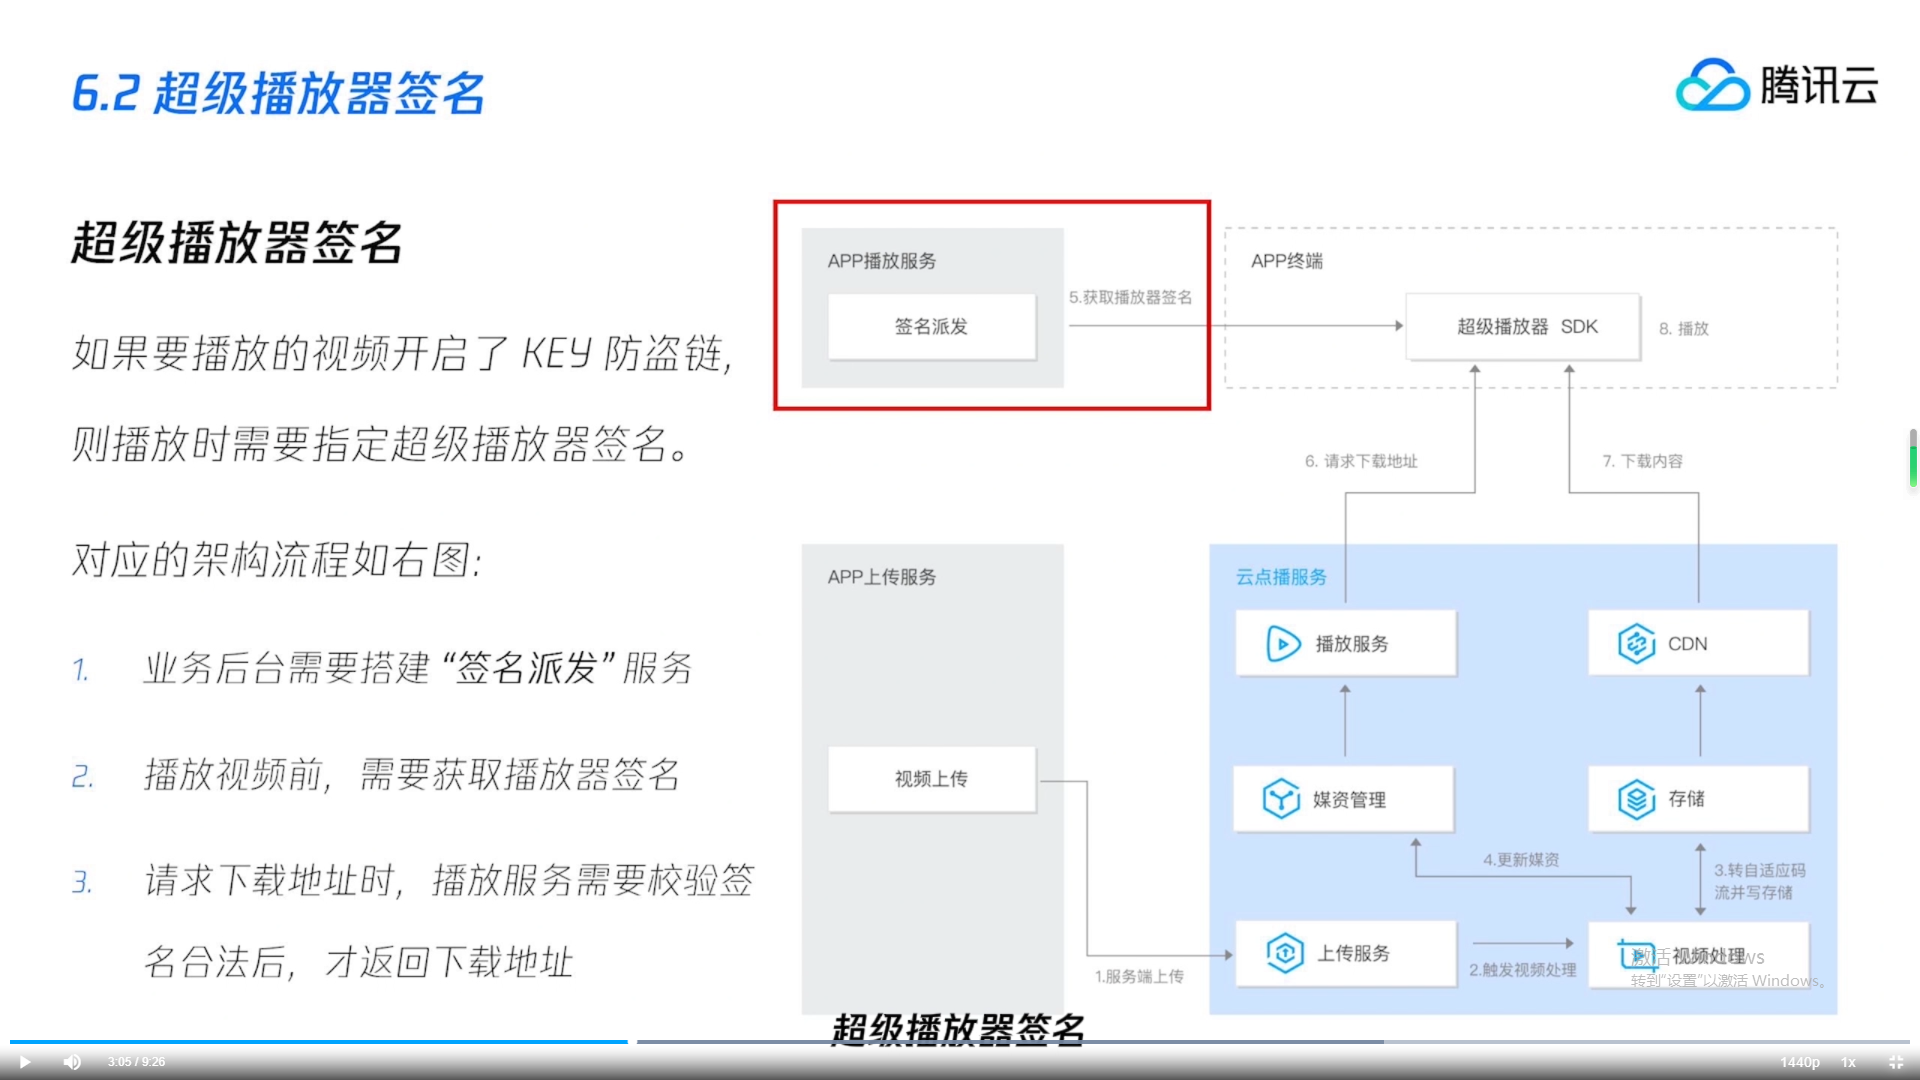 6.2 超级播放器签名
腾讯云
超级播放器签名
如果要播放的视频开启了 KEY 防盗链,
则播放时需要指定超级播放器签名。
对应的架构流程如右图:
1. 业务后台需要搭建“签名派发”服务
2. 播放视频前，需要获取播放器签名
3. 请求下载地址时，播放服务需要校验签
名合法后，才返回下载地址
APP播放服务
签名派发
5.获取播放器签名
APP终端
超级播放器 SDK
8. 播放
6. 请求下载地址
7. 下载内容
APP上传服务
视频上传
1.服务端上传
云点播服务
播放服务
CDN
媒资管理
存储
4.更新媒资
3.转自适应码
流并写存储
上传服务
2.触发视频处理
视频处理
激活 Windows
转到“设置”以激活 Windows。
超级播放器签名
3:05 / 9:26
1440p
1x